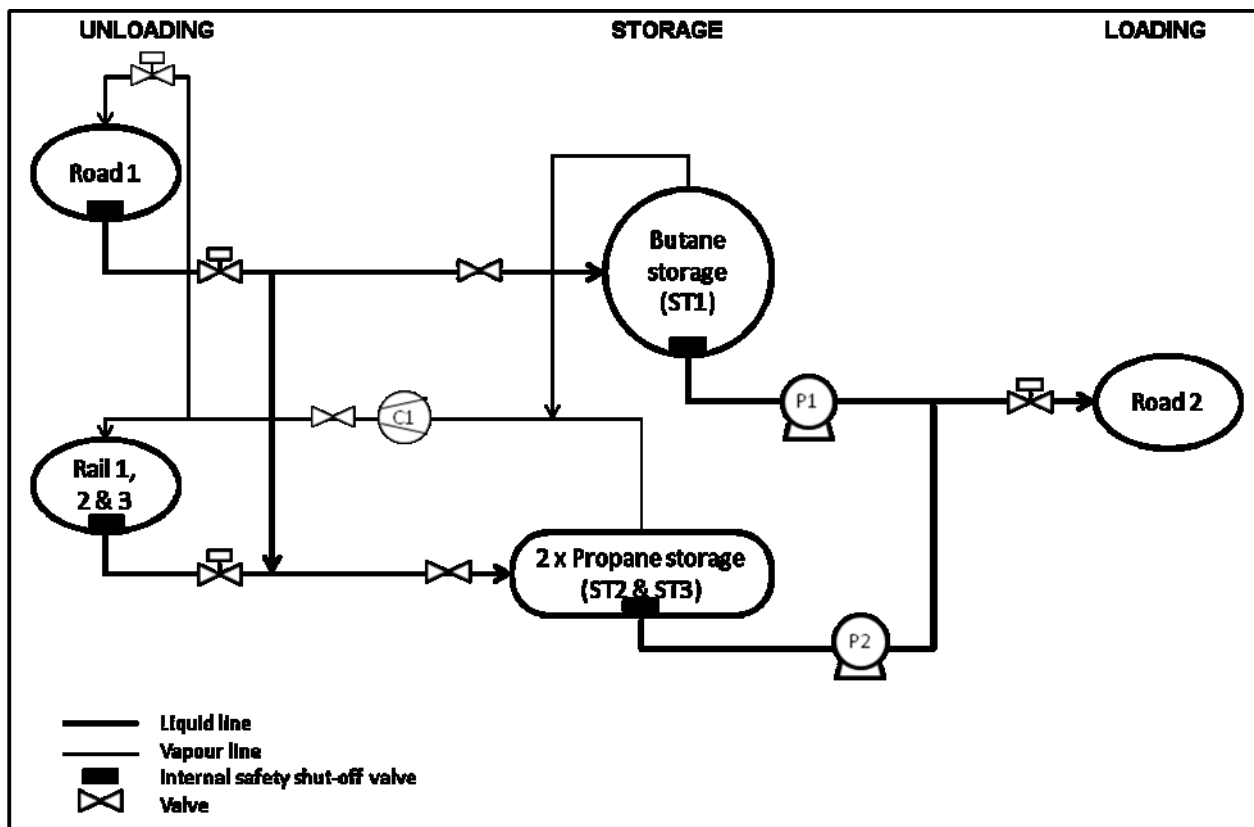 UNLOADING
STORAGE
LOADING
Road 1
Butane
storage
(ST1)
P1
Road 2
C1
Rail 1,
2 & 3
2 x Propane storage
(ST2 & ST3)
P2
Liquid line
Vapour line
Internal safety shut-off valve
Valve